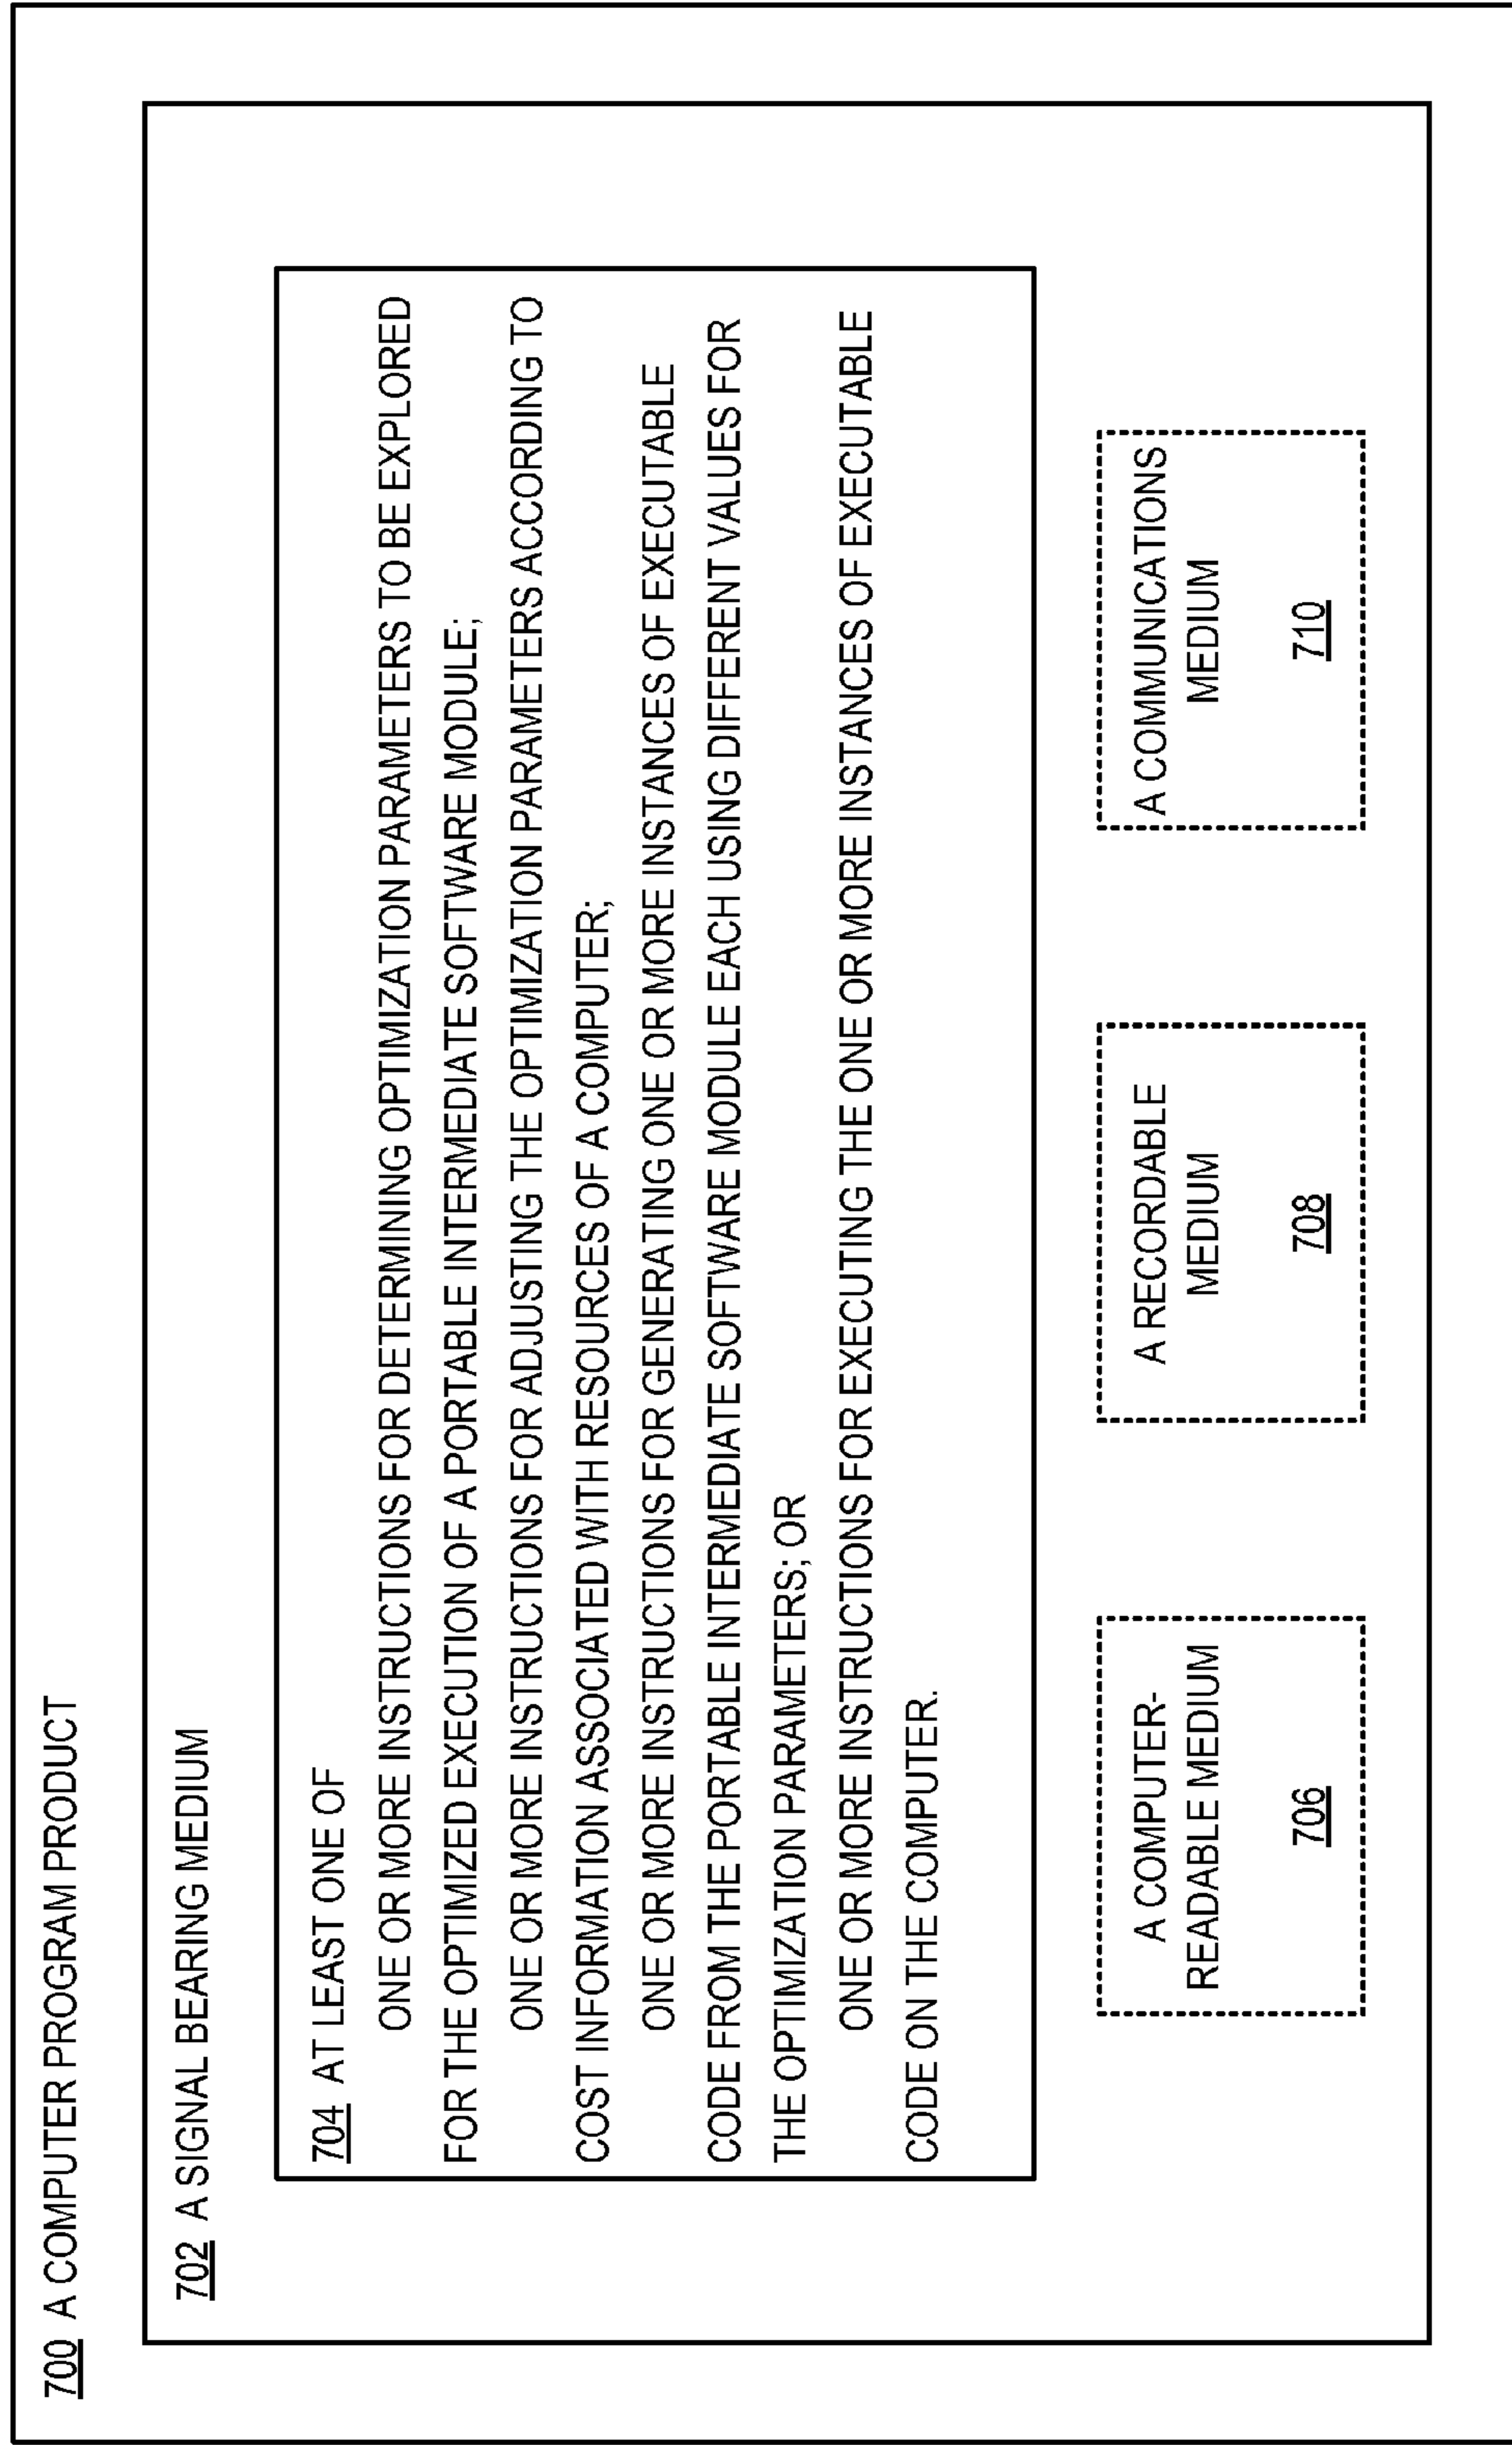 700 A COMPUTER PROGRAM PRODUCT
702 A SIGNAL BEARING MEDIUM
704 AT LEAST ONE OF
ONE OR MORE INSTRUCTIONS FOR DETERMINING OPTIMIZATION PARAMETERS TO BE EXPLORED
FOR THE OPTIMIZED EXECUTION OF A PORTABLE INTERMEDIATE SOFTWARE MODULE;
ONE OR MORE INSTRUCTIONS FOR ADJUSTING THE OPTIMIZATION PARAMETERS ACCORDING TO
COST INFORMATION ASSOCIATED WITH RESOURCES OF A COMPUTER;
ONE OR MORE INSTRUCTIONS FOR GENERATING ONE OR MORE INSTANCES OF EXECUTABLE
CODE FROM THE PORTABLE INTERMEDIATE SOFTWARE MODULE EACH USING DIFFERENT VALUES FOR
THE OPTIMIZATION PARAMETERS; OR
ONE OR MORE INSTRUCTIONS FOR EXECUTING THE ONE OR MORE INSTANCES OF EXECUTABLE
CODE ON THE COMPUTER.
A COMPUTER-
READABLE MEDIUM
706
A RECORDABLE
MEDIUM
708
A COMMUNICATIONS
MEDIUM
710